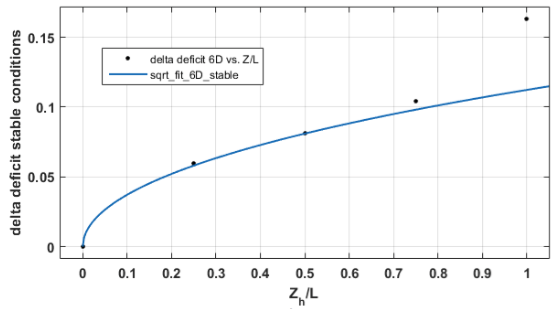 0.15
0.1
0.05
0
delta deficit stable conditions
delta deficit 6D vs. Z/L
sqrt_fit_6D_stable
0 0.1 0.2 0.3 0.4 0.5 0.6 0.7 0.8 0.9 1
Z_h/L